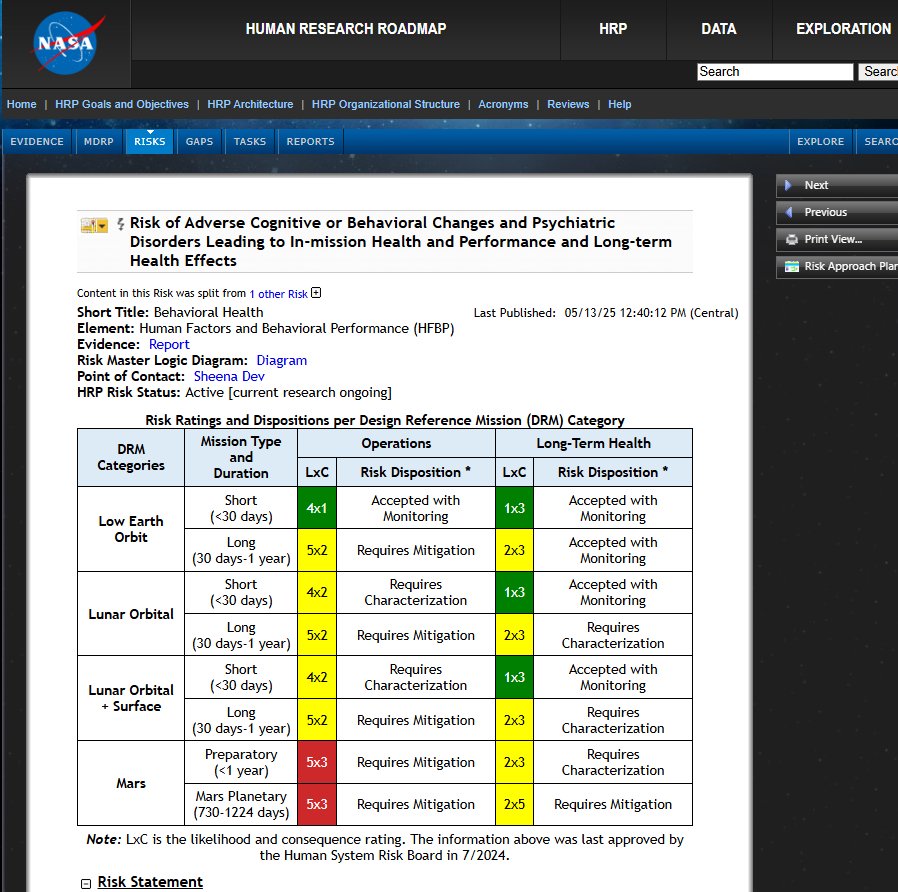 NASA
HUMAN RESEARCH ROADMAP
HRP
DATA
EXPLORATION
Search
Home | HRP Goals and Objectives | HRP Architecture | HRP Organizational Structure | Acronyms | Reviews | Help
EVIDENCE MDRP RISKS GAPS TASKS REPORTS EXPLORE
Next
Previous
Print View...
Risk Approach
Risk of Adverse Cognitive or Behavioral Changes and Psychiatric
Disorders Leading to In-mission Health and Performance and Long-term
Health Effects
Content in this Risk was split from 1 other Risk
Short Title: Behavioral Health
Last Published: 05/13/25 12:40:12 PM (Central)
Element: Human Factors and Behavioral Performance (HFBP)
Evidence: Report
Risk Master Logic Diagram: Diagram
Point of Contact: Sheena Dev
HRP Risk Status: Active [current research ongoing]
Risk Ratings and Dispositions per Design Reference Mission (DRM) Category
DRM
Categories
Mission Type
and
Duration
Operations
Long-Term Health
LxC
Risk Disposition *
LxC
Risk Disposition *
Low Earth
Orbit
Short
(<30 days)
4x1
Accepted with
Monitoring
1x3
Accepted with
Monitoring
Long
(30 days-1 year)
5x2
Requires Mitigation
2x3
Accepted with
Monitoring
Lunar Orbital
Short
(<30 days)
4x2
Requires
Characterization
1x3
Accepted with
Monitoring
Long
(30 days-1 year)
5x2
Requires Mitigation
2x3
Requires
Characterization
Lunar Orbital
+ Surface
Short
(<30 days)
4x2
Requires
Characterization
1x3
Accepted with
Monitoring
Long
(30 days-1 year)
5x2
Requires Mitigation
2x3
Requires
Characterization
Mars
Preparatory
(<1 year)
5x3
Requires Mitigation
2x3
Requires
Characterization
Mars Planetary
(730-1224 days)
5x3
Requires Mitigation
2x5
Requires Mitigation
Note: LxC is the likelihood and consequence rating. The information above was last approved by
the Human System Risk Board in 7/2024.
Risk Statement